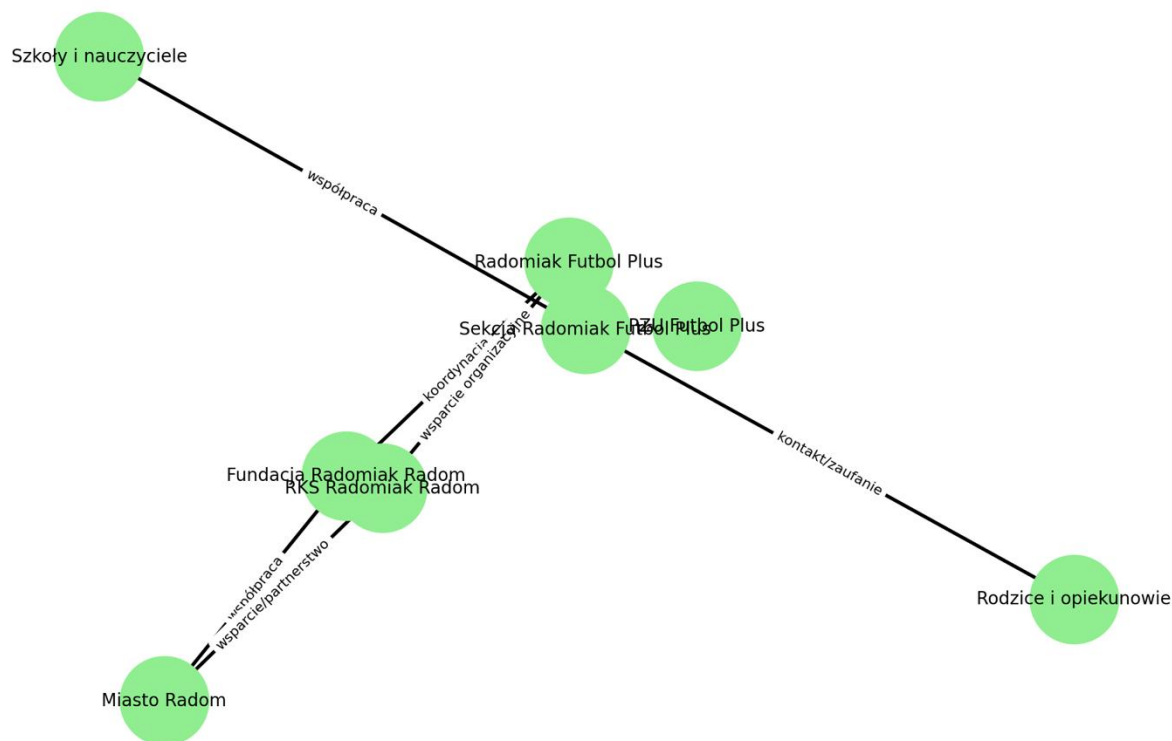 Szkoły i nauczyciele
współpraca
Radomiak Futbol Plus
Sekcja Radomiak Futbol Plus
PZU Futbol Plus
koordynacja
wsparcie organizacyjne
kontakt/zaufanie
Fundacja Radomiak Radom
RKS Radomiak Radom
współpraca
wsparcie/partnerstwo
Rodzice i opiekunowie
Miasto Radom